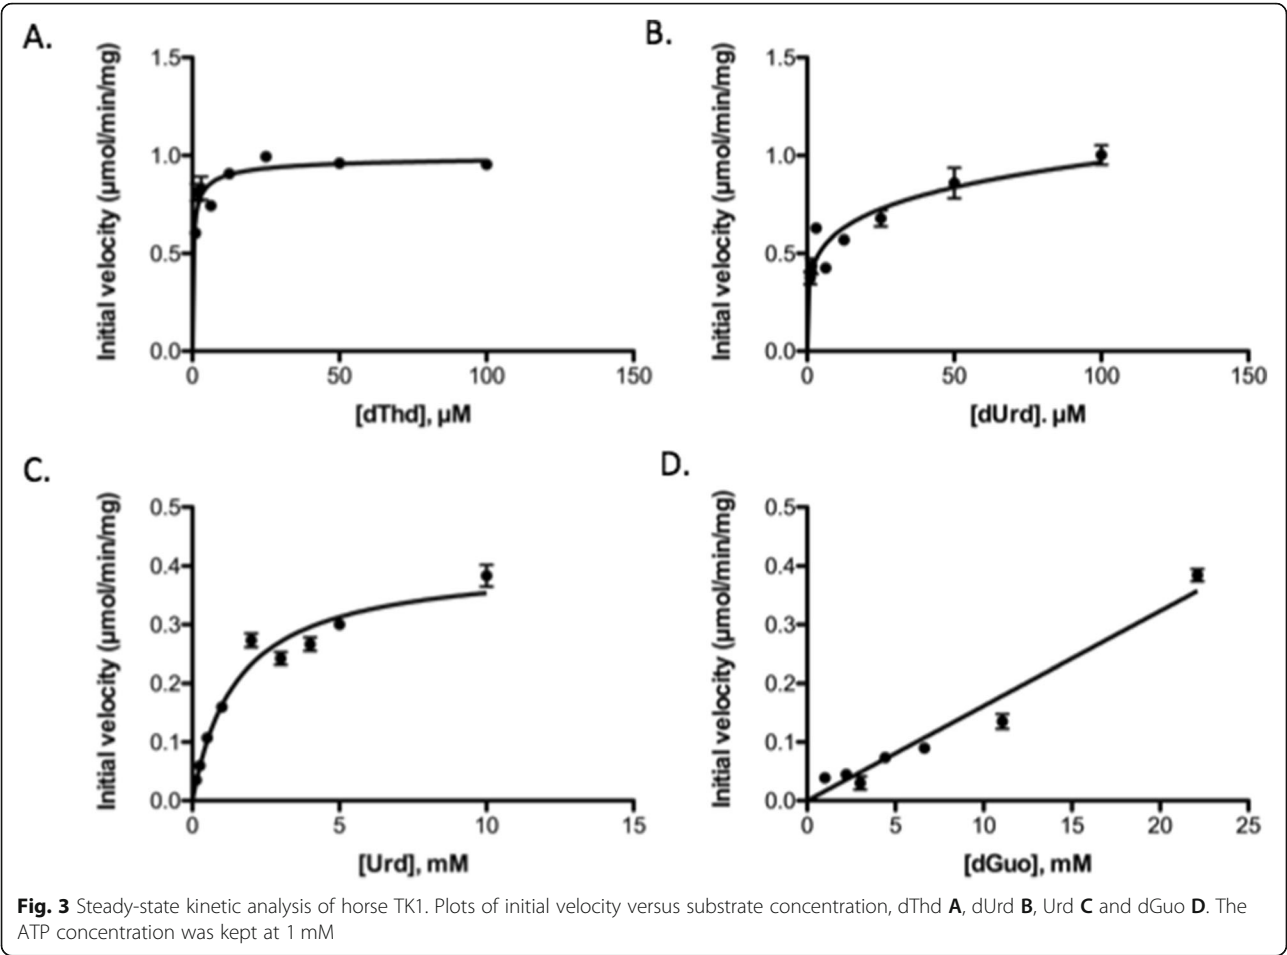 A.
Initial velocity (µmol/min/mg)
1.5
1.0
0.5
0.0
0 50 100 150
[dThd], µM
B.
Initial velocity (µmol/min/mg)
1.5
1.0
0.5
0.0
0 50 100 150
[dUrd]. µM
C.
Initial velocity (µmol/min/mg)
0.5
0.4
0.3
0.2
0.1
0.0
0 5 10 15
[Urd], mM
D.
Initial velocity (µmol/min/mg)
0.5
0.4
0.3
0.2
0.1
0.0
0 5 10 15 20 25
[dGuo], mM
Fig. 3 Steady-state kinetic analysis of horse TK1. Plots of initial velocity versus substrate concentration, dThd A, dUrd B, Urd C and dGuo D. The
ATP concentration was kept at 1 mM